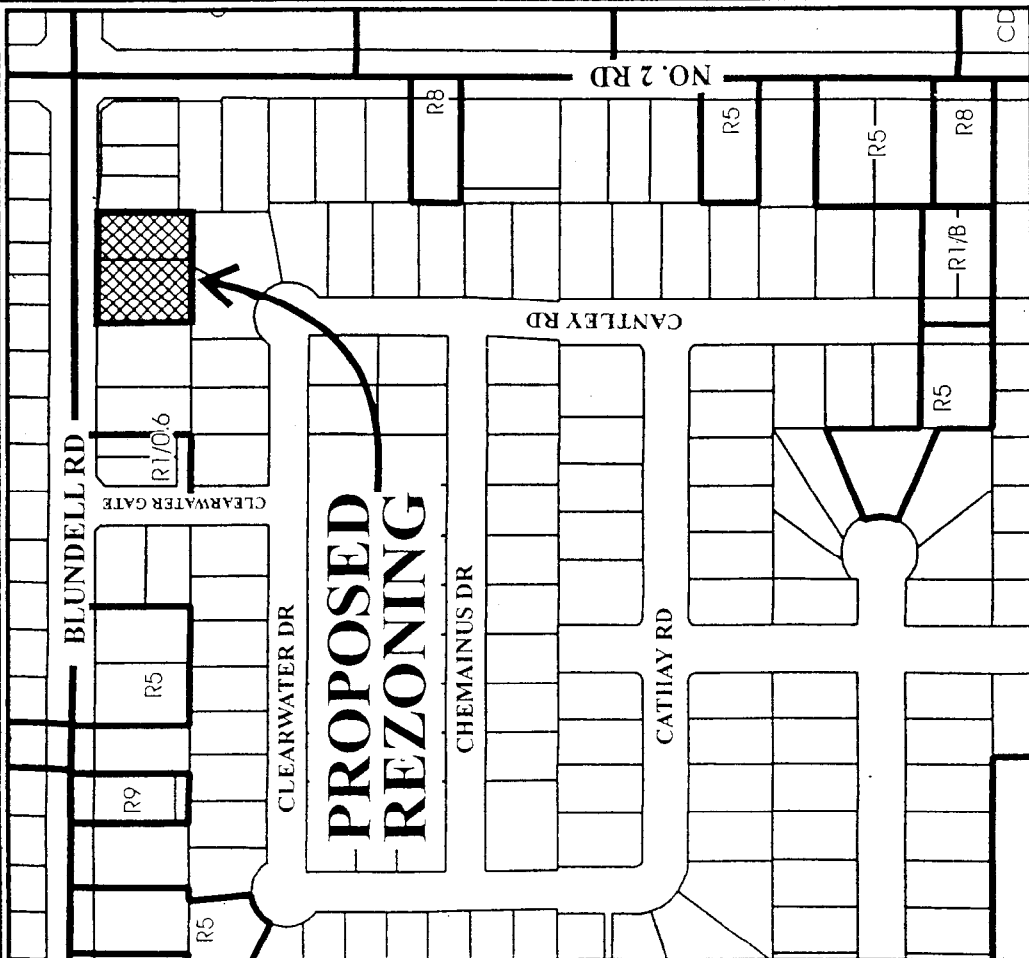 CD
NO. 2 RD
R8
R5
R5
R8
R1/B
CANTLEY RD
R5
R1/0.6
BLUNDELL RD
CLEARWATER GATE
PROPOSED
REZONING
CLEARWATER DR
CHEMAINUS DR
CATHAY RD
R5
R9
R5